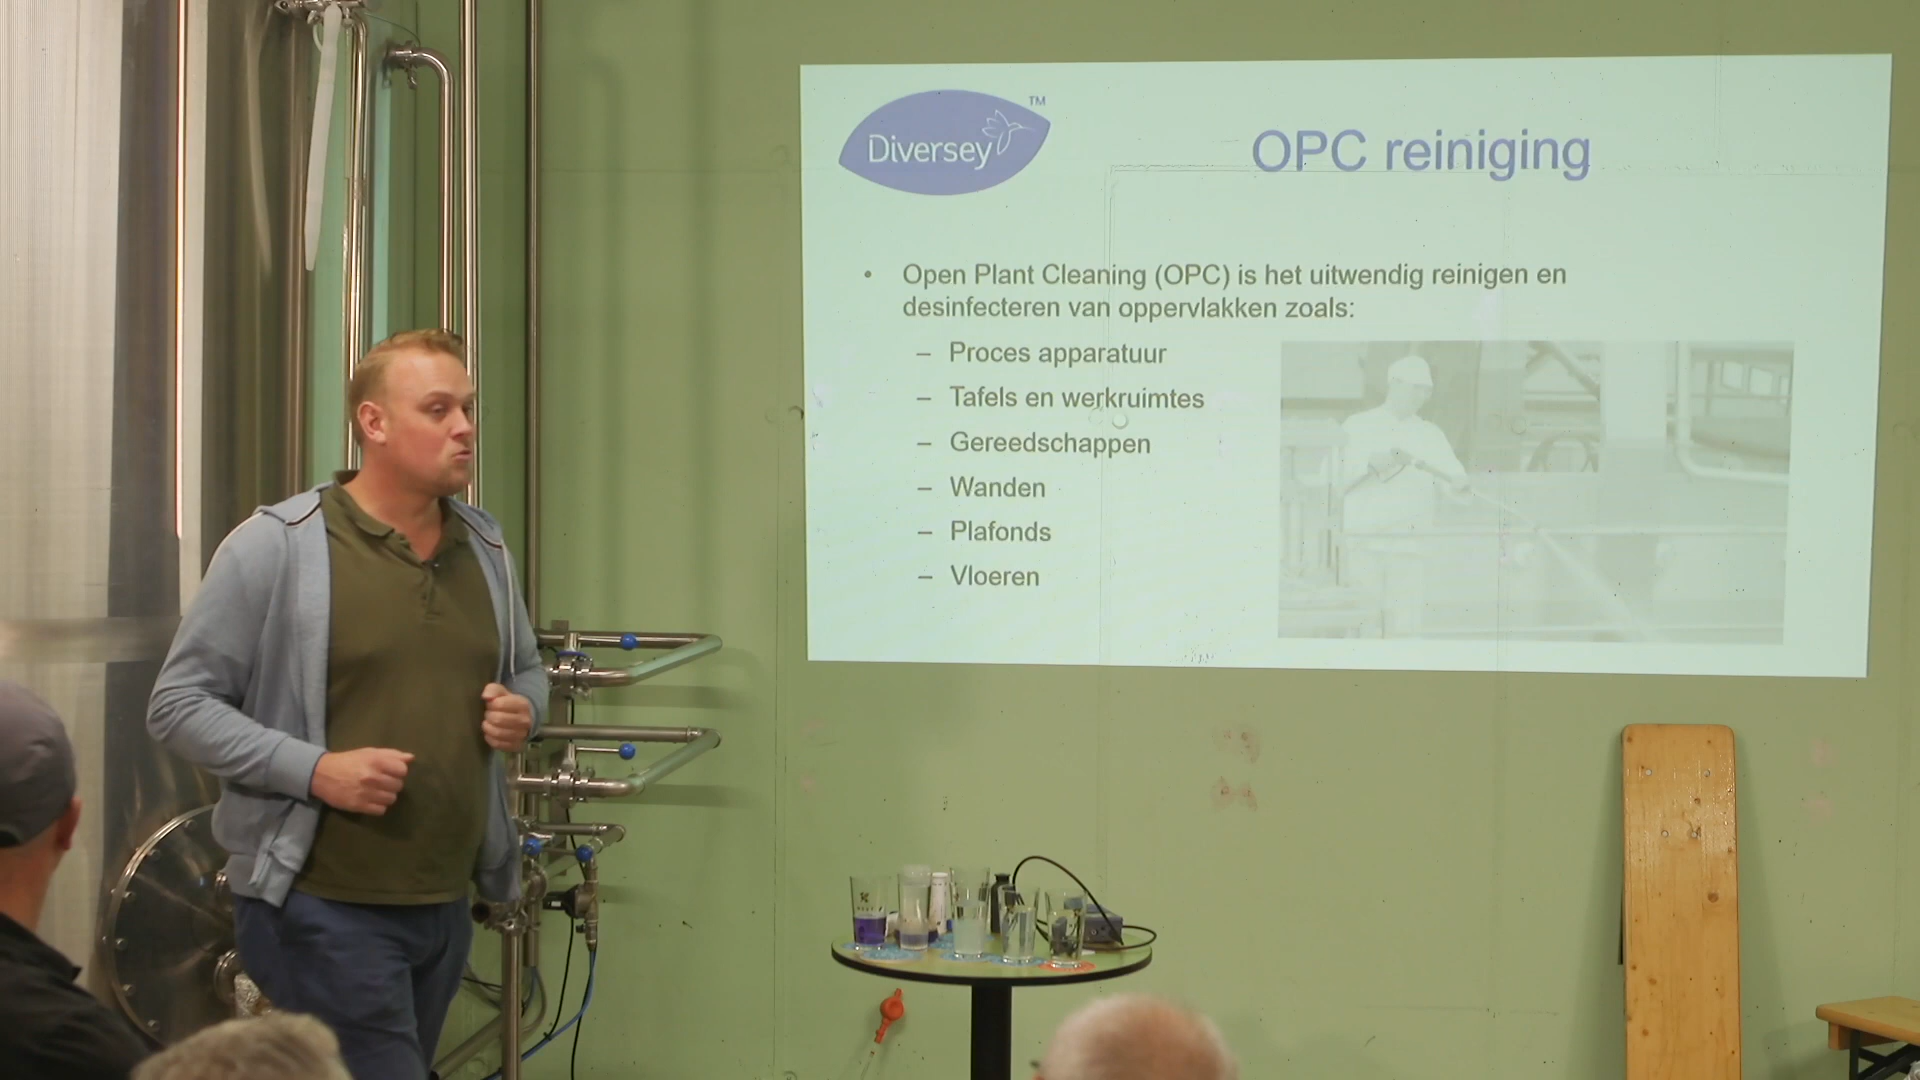 Diversey™
OPC reiniging
• Open Plant Cleaning (OPC) is het uitwendig reinigen en
desinfecteren van oppervlakken zoals:
– Proces apparatuur
– Tafels en werkruimtes
– Gereedschappen
– Wanden
– Plafonds
– Vloeren